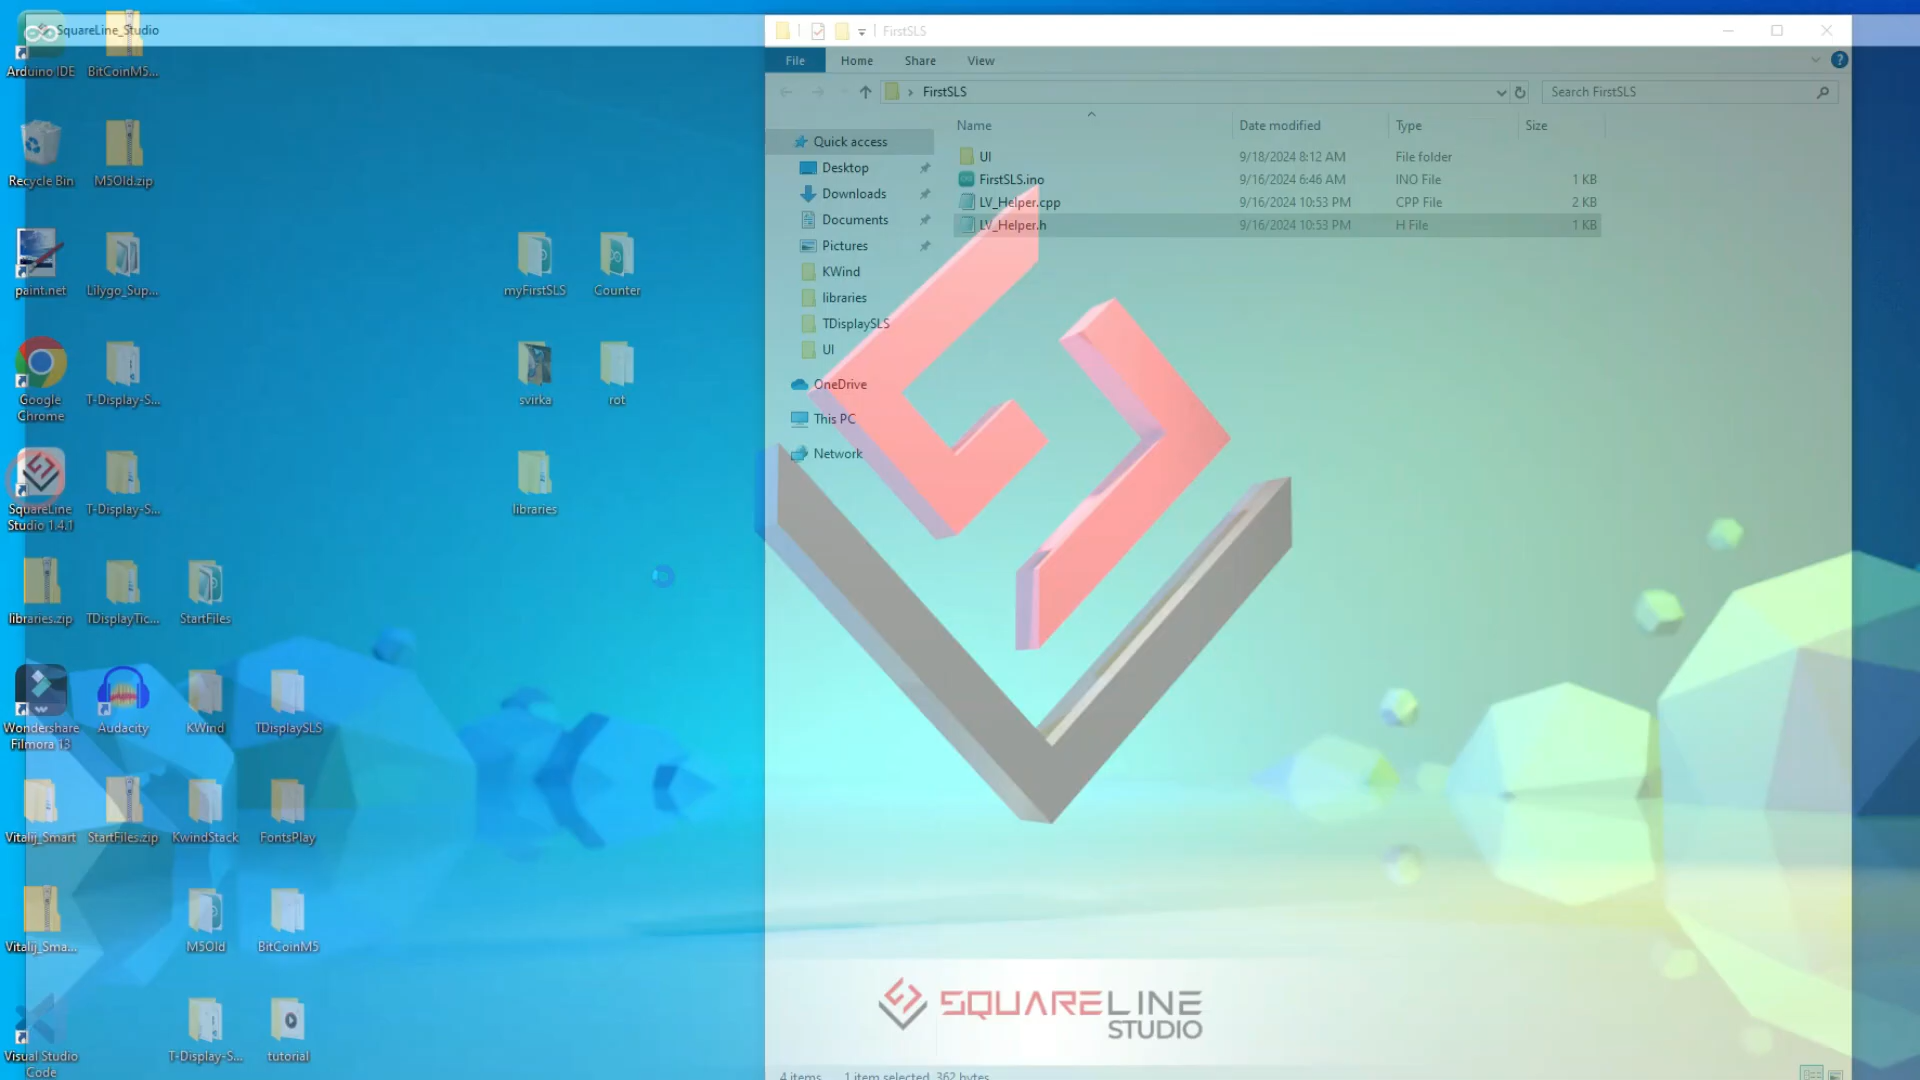 SquareLine_Studio
FirstSLS
File
Home
Share
View
FirstSLS
Search FirstSLS
Name
Date modified
Type
Size
Quick access
Desktop
Downloads
Documents
Pictures
KWind
libraries
TDisplaySLS
UI
OneDrive
This PC
Network
UI
9/18/2024 8:12 AM
File folder
FirstSLS.ino
9/16/2024 6:46 AM
INO File
1 KB
LV_Helper.cpp
9/16/2024 10:53 PM
CPP File
2 KB
LV_Helper.h
9/16/2024 10:53 PM
H File
1 KB
Arduino IDE
BitCoinM5...
Recycle Bin
M5Old.zip
paint.net
Lilygo_Sup...
myFirstSLS
Counter
Google
Chrome
T-Display-S...
svirka
rot
SquareLine
Studio 1.4.1
T-Display-S...
libraries
libraries.zip
TDisplayTic...
StartFiles
Wondershare
Filmora 13
Audacity
KWind
TDisplaySLS
Vitalij_Smart
StartFiles.zip
KwindStack
FontsPlay
Vitalij_Sma...
M5Old
BitCoinM5
Visual Studio
Code
T-Display-S...
tutorial
SQUARELINE
STUDIO
4 items
1 item selected 362 bytes